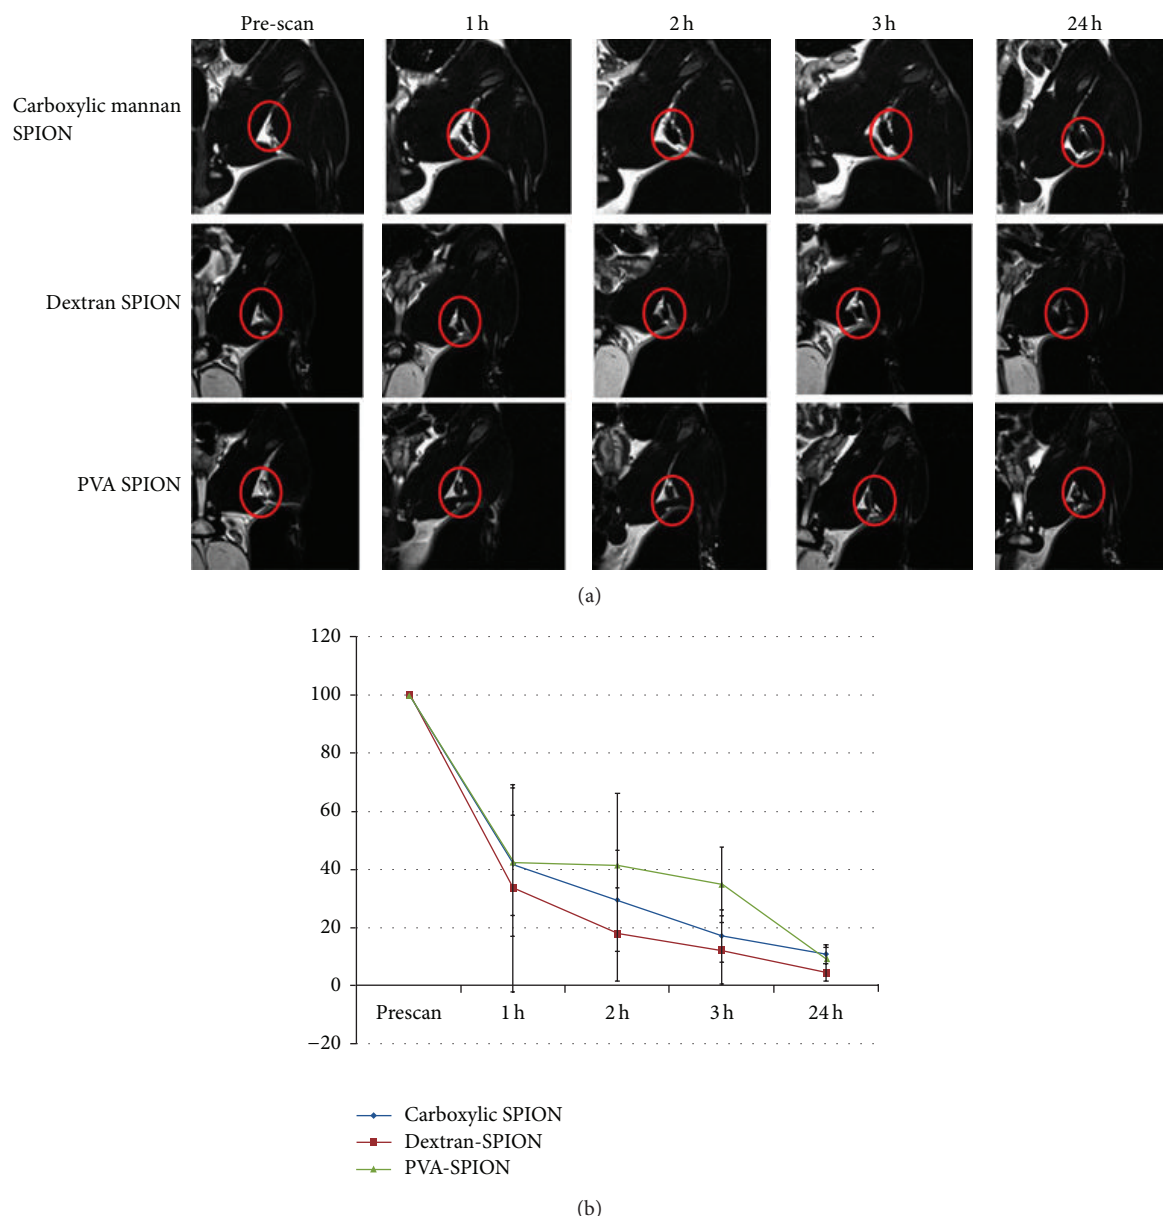 Pre-scan 1 h 2 h 3 h 24 h
Carboxylic mannan
SPION
Dextran SPION
PVA SPION
(a)
120
100
80
60
40
20
0
−20
Prescan 1 h 2 h 3 h 24 h
Carboxylic SPION
Dextran-SPION
PVA-SPION
(b)